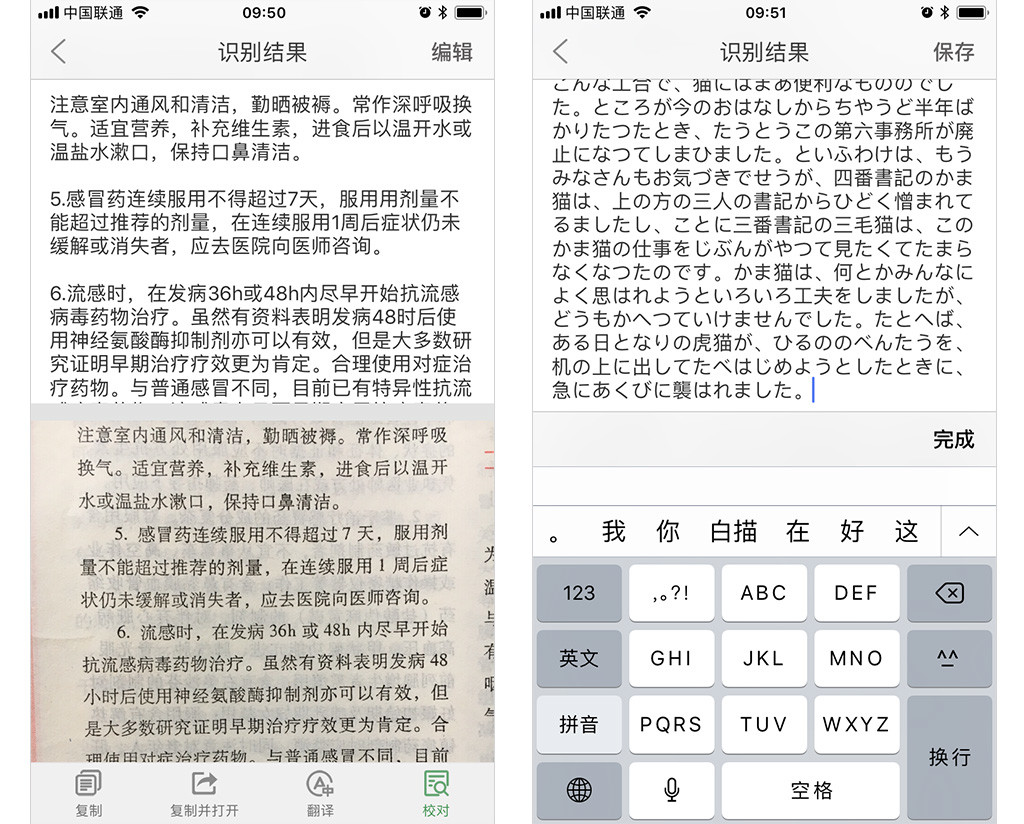 中国联通
09:50
识别结果
编辑
注意室内通风和清洁，勤晒被褥。常作深呼吸换
气。适宜营养，补充维生素，进食后以温开水或
温盐水漱口，保持口鼻清洁。
5.感冒药连续服用不得超过7天，服用用剂量不
能超过推荐的剂量，在连续服用1周后症状仍未
缓解或消失者，应去医院向医师咨询。
6.流感时，在发病36h或48h内尽早开始抗流感
病毒药物治疗。虽然有资料表明发病48时后使
用神经氨酸酶抑制剂亦可以有效，但是大多数研
究证明早期治疗疗效更为肯定。合理使用对症治
疗药物。与普通感冒不同，目前已有特异性抗流
注意室内通风和清洁，勤晒被褥。常作深呼吸
换气。适宜营养，补充维生素，进食后以温开
水或温盐水漱口，保持口鼻清洁。
5. 感冒药连续服用不得超过 7 天，服用剂
量不能超过推荐的剂量，在连续服用 1 周后症
状仍未缓解或消失者，应去医院向医师咨询。
6. 流感时，在发病 36h 或 48h 内尽早开始
抗流感病毒药物治疗。虽然有资料表明发病 48
小时后使用神经氨酸酶抑制剂亦可以有效，但
是大多数研究证明早期治疗疗效更为肯定。合
理使用对症治疗药物。与普通感冒不同，目前
复制
复制并打开
翻译
校对
中国联通
09:51
识别结果
保存
こんな工合で、猫にはまあ便利なもののでし
た。ところが今のおはなしからちやうど半年ば
かりたつたとき、たうとうこの第六事務所が廃
止になつてしまひました。といふわけは、もう
みなさんもお気づきでせうが、四番書記のかま
猫は、上の方の三人の書記からひどく憎まれて
るましたし、ことに三番書記の三毛猫は、この
かま猫の仕事をじぶんがやつて見たくてたまら
なくなつたのです。かま猫は、何とかみんなに
よく思はれようといろいろ工夫をしましたが、
どうもかへつていけませんでした。たとへば、
ある日となりの虎猫が、ひるののべんたうを、
机の上に出してたべはじめようとしたときに、
急にあくびに襲はれました。
完成
。 我 你 白描 在 好 这
123 ,。?! ABC DEF
英文 GHI JKL MNO ^^
拼音 PQRS TUV WXYZ
换行
空格